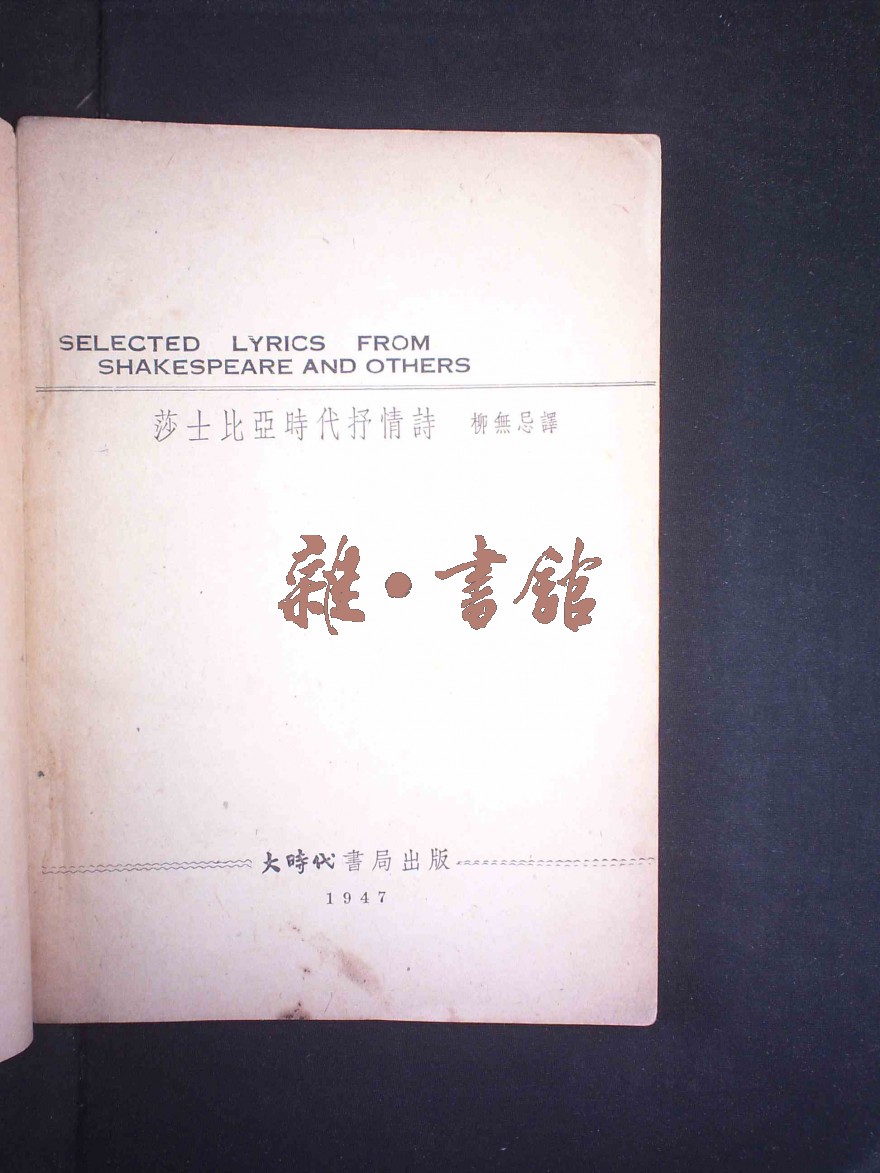 SELECTED LYRICS FROM
SHAKESPEARE AND OTHERS
莎士比亞時代抒情詩 柳無忌譯
雜·書館
大時代書局出版
1947